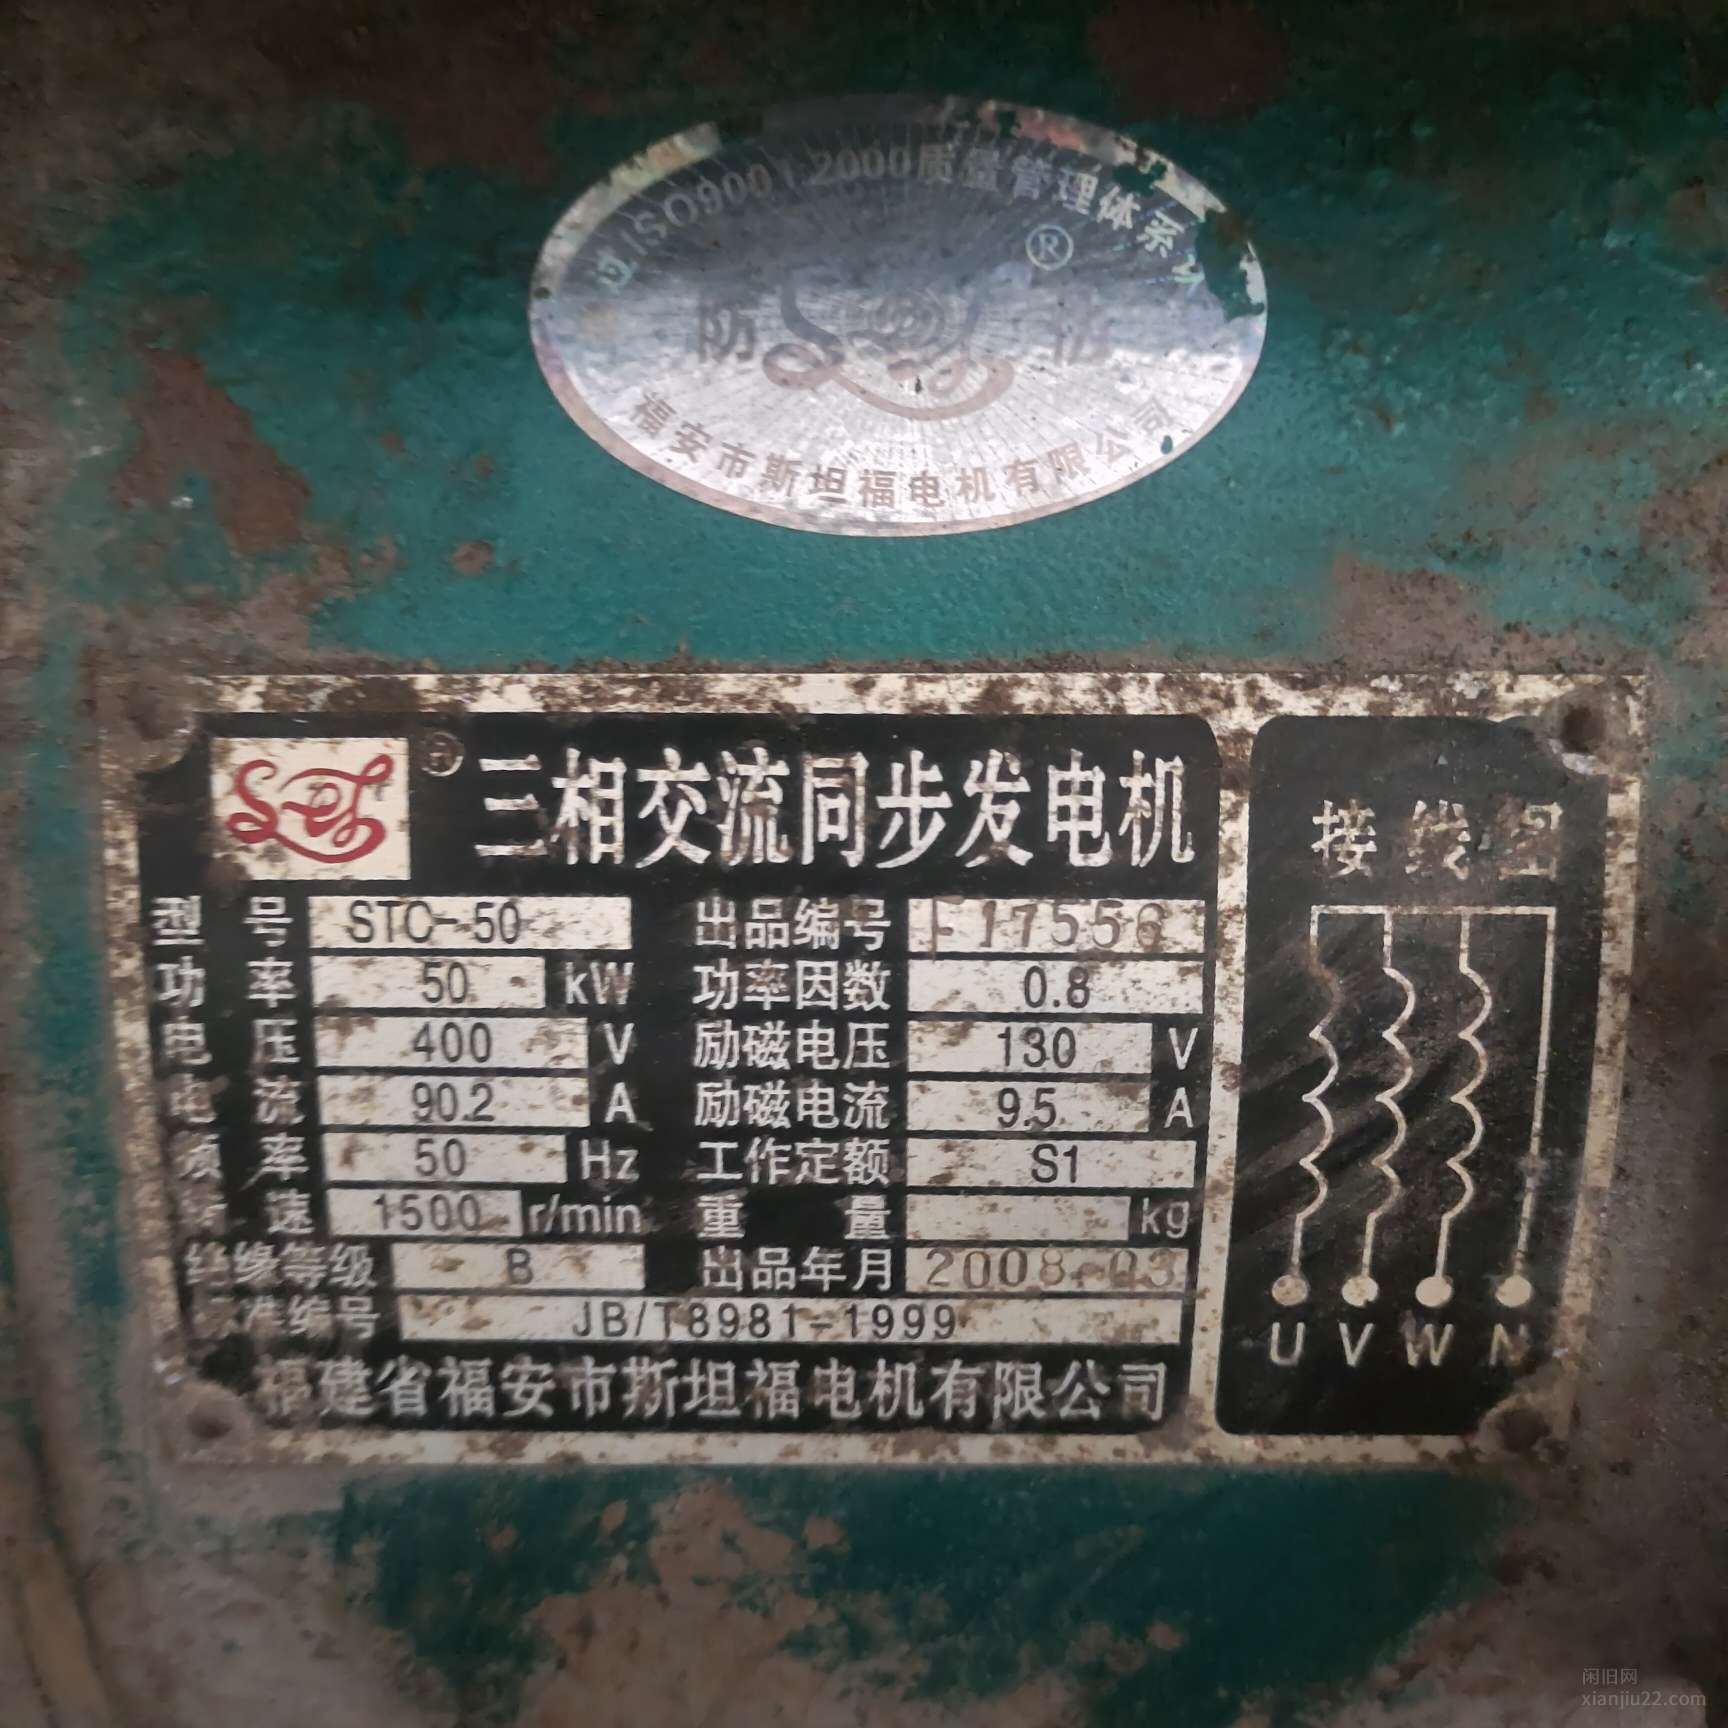 过ISO9001:2000质量管理体系认
®
防 伪
福安市斯坦福电机有限公司
® 三相交流同步发电机
型号 STC-50 出品编号 F17556
功率 50 kW 功率因数 0.8
电压 400 V 励磁电压 130 V
电流 90.2 A 励磁电流 9.5 A
频率 50 Hz 工作定额 S1
转速 1500 r/min 重量 kg
绝缘等级 B 出品年月 2008.03
标准编号 JB/T8981-1999
福建省福安市斯坦福电机有限公司
接线图
U V W N
闲旧网
xianjiu22.com